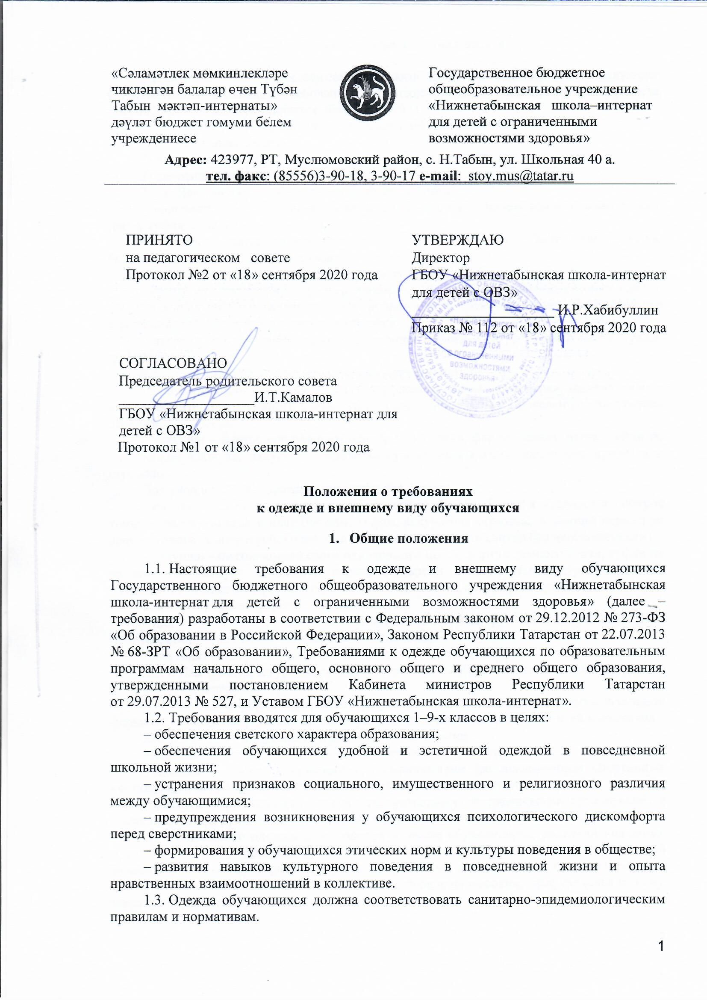 «Сәламәтлек мөмкинлекләре
чикләнгән балалар өчен Түбән
Табын мәктәп-интернаты»
дәүләт бюджет гомуми белем
учреждениесе
Государственное бюджетное
общеобразовательное учреждение
«Нижнетабынская школа–интернат
для детей с ограниченными
возможностями здоровья»
Адрес: 423977, РТ, Муслюмовский район, с. Н.Табын, ул. Школьная 40 а.
тел. факс: (85556)3-90-18, 3-90-17 e-mail: stoy.mus@tatar.ru
ПРИНЯТО
на педагогическом совете
Протокол №2 от «18» сентября 2020 года
УТВЕРЖДАЮ
Директор
ГБОУ «Нижнетабынская школа-интернат
для детей с ОВЗ»
____________________ И.Р.Хабибуллин
Приказ № 112 от «18» сентября 2020 года
для детей
возможностями
здоровья»
СОГЛАСОВАНО
Председатель родительского совета
___________________И.Т.Камалов
ГБОУ «Нижнетабынская школа-интернат для
детей с ОВЗ»
Протокол №1 от «18» сентября 2020 года
Положения о требованиях
к одежде и внешнему виду обучающихся
1. Общие положения
1.1. Настоящие требования к одежде и внешнему виду обучающихся
Государственного бюджетного общеобразовательного учреждения «Нижнетабынская
школа-интернат для детей с ограниченными возможностями здоровья» (далее –
требования) разработаны в соответствии с Федеральным законом от 29.12.2012 № 273-ФЗ
«Об образовании в Российской Федерации», Законом Республики Татарстан от 22.07.2013
№ 68-ЗРТ «Об образовании», Требованиями к одежде обучающихся по образовательным
программам начального общего, основного общего и среднего общего образования,
утвержденными постановлением Кабинета министров Республики Татарстан
от 29.07.2013 № 527, и Уставом ГБОУ «Нижнетабынская школа-интернат».
1.2. Требования вводятся для обучающихся 1–9-х классов в целях:
– обеспечения светского характера образования;
– обеспечения обучающихся удобной и эстетичной одеждой в повседневной
школьной жизни;
– устранения признаков социального, имущественного и религиозного различия
между обучающимися;
– предупреждения возникновения у обучающихся психологического дискомфорта
перед сверстниками;
– формирования у обучающихся этических норм и культуры поведения в обществе;
– развития навыков культурного поведения в повседневной жизни и опыта
нравственных взаимоотношений в коллективе.
1.3. Одежда обучающихся должна соответствовать санитарно-эпидемиологическим
правилам и нормативам.
1